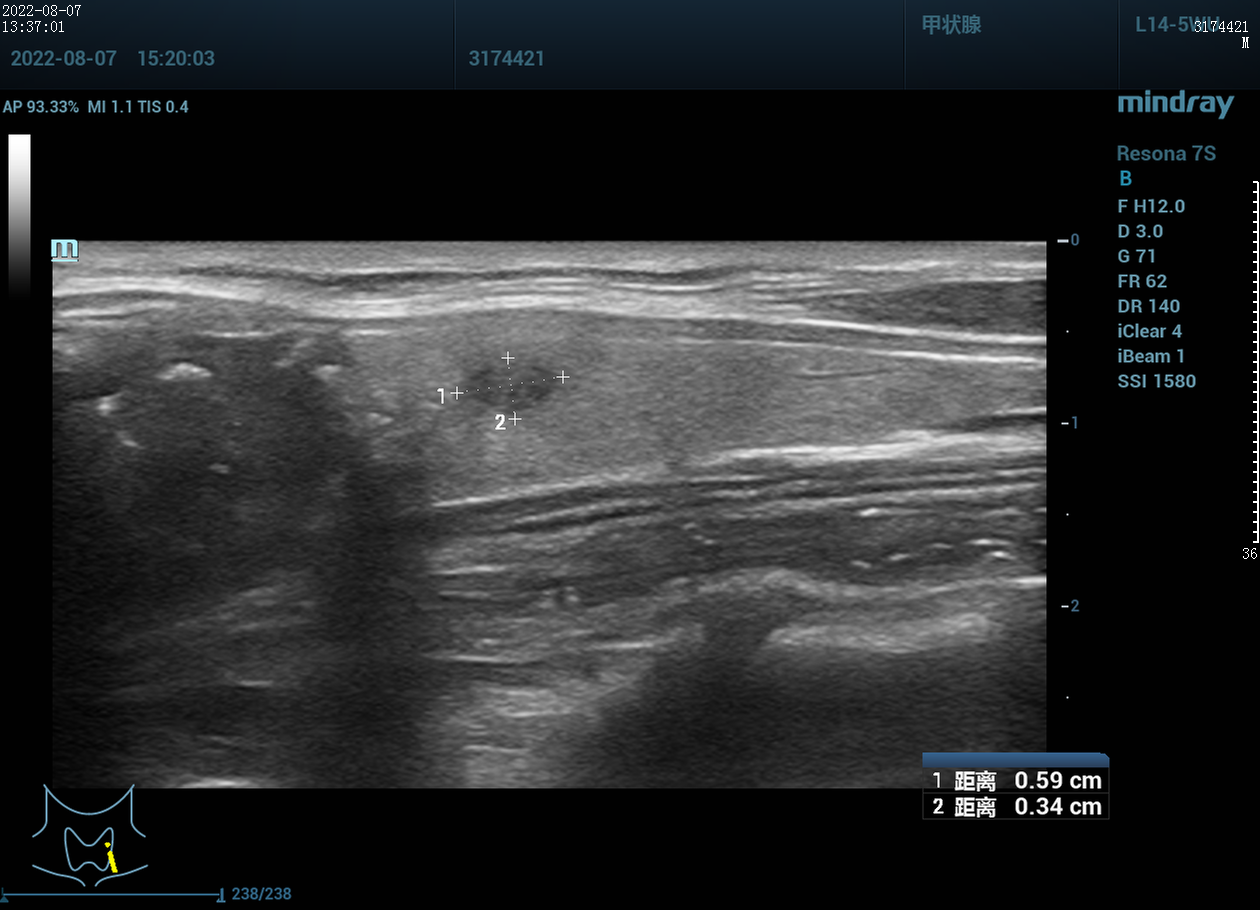 2022-08-07
13:37:01
2022-08-07 15:20:03
3174421
甲状腺
3174421
M
AP 93.33% MI 1.1 TIS 0.4
mindray
Resona 7S
B
F H12.0
D 3.0
G 71
FR 62
DR 140
iClear 4
iBeam 1
SSI 1580
m
0
1
2
1
2
36
1 距离 0.59 cm
2 距离 0.34 cm
238/238